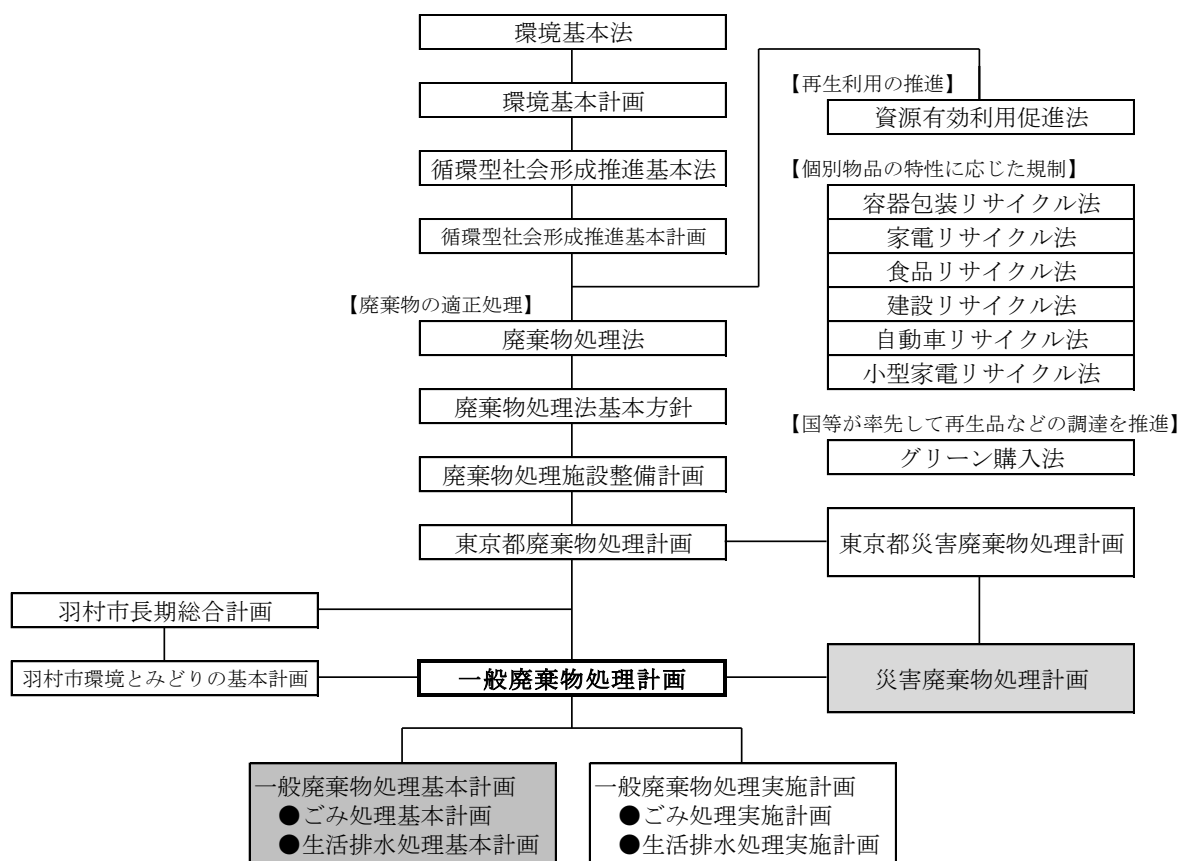 環境基本法
環境基本計画
循環型社会形成推進基本法
循環型社会形成推進基本計画
【廃棄物の適正処理】
廃棄物処理法
廃棄物処理法基本方針
廃棄物処理施設整備計画
東京都廃棄物処理計画
【再生利用の推進】
資源有効利用促進法
【個別物品の特性に応じた規制】
容器包装リサイクル法
家電リサイクル法
食品リサイクル法
建設リサイクル法
自動車リサイクル法
小型家電リサイクル法
【国等が率先して再生品などの調達を推進】
グリーン購入法
東京都災害廃棄物処理計画
羽村市長期総合計画
羽村市環境とみどりの基本計画
一般廃棄物処理計画
災害廃棄物処理計画
一般廃棄物処理基本計画
●ごみ処理基本計画
●生活排水処理基本計画
一般廃棄物処理実施計画
●ごみ処理実施計画
●生活排水処理実施計画